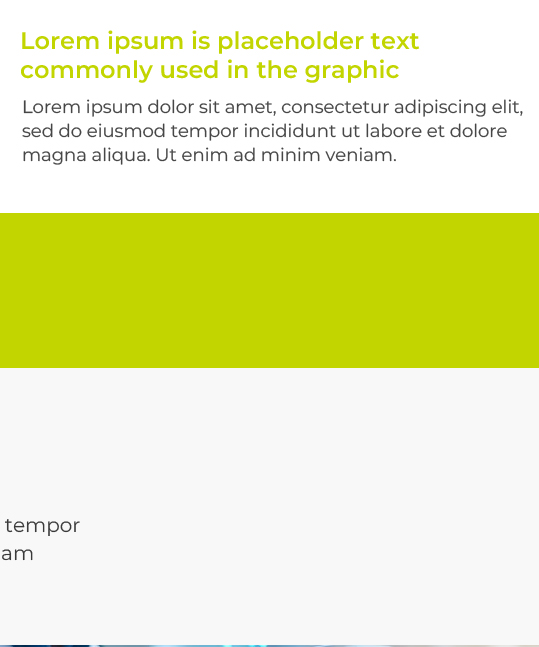 Lorem ipsum is placeholder text
commonly used in the graphic
Lorem ipsum dolor sit amet, consectetur adipiscing elit,
sed do eiusmod tempor incididunt ut labore et dolore
magna aliqua. Ut enim ad minim veniam.
tempor
am